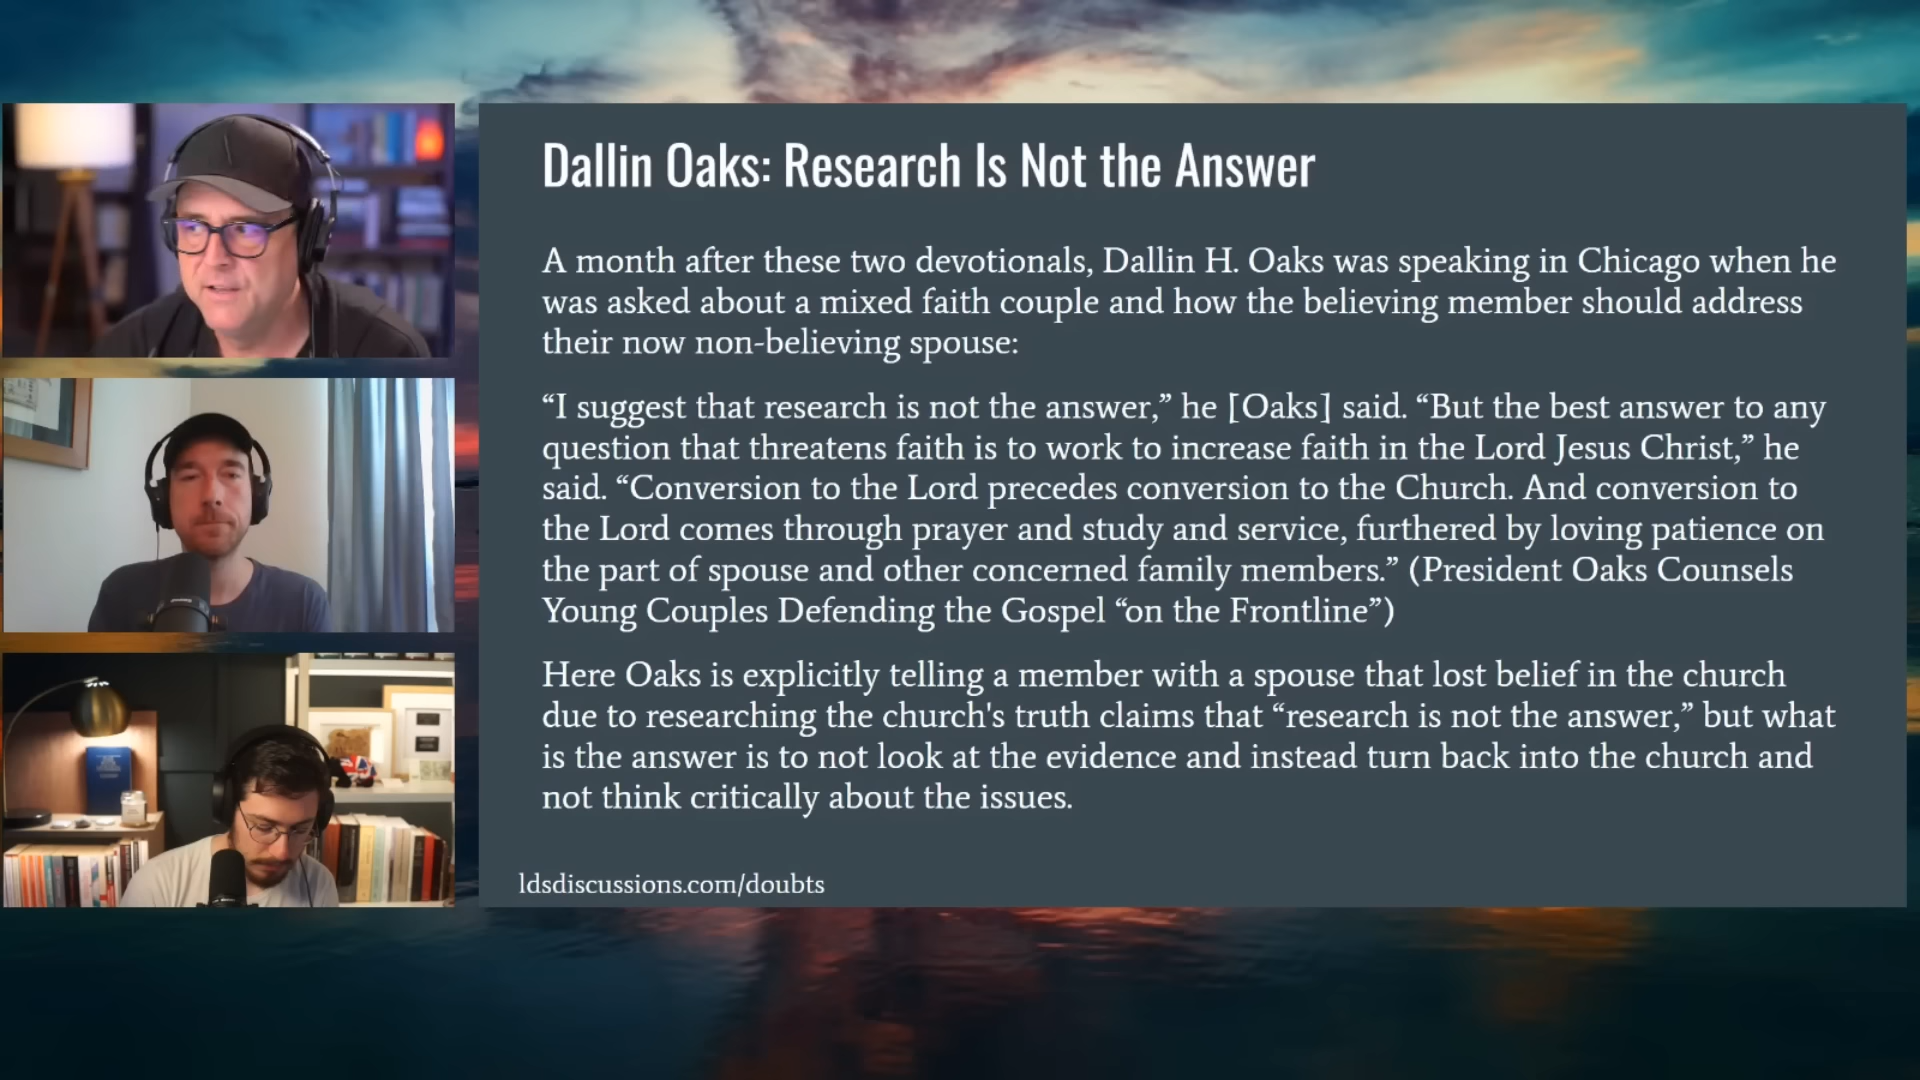 Dallin Oaks: Research Is Not the Answer
A month after these two devotionals, Dallin H. Oaks was speaking in Chicago when he
was asked about a mixed faith couple and how the believing member should address
their now non-believing spouse:
“I suggest that research is not the answer,” he [Oaks] said. “But the best answer to any
question that threatens faith is to work to increase faith in the Lord Jesus Christ,” he
said. “Conversion to the Lord precedes conversion to the Church. And conversion to
the Lord comes through prayer and study and service, furthered by loving patience on
the part of spouse and other concerned family members.” (President Oaks Counsels
Young Couples Defending the Gospel “on the Frontline”)
Here Oaks is explicitly telling a member with a spouse that lost belief in the church
due to researching the church's truth claims that “research is not the answer,” but what
is the answer is to not look at the evidence and instead turn back into the church and
not think critically about the issues.
ldsdiscussions.com/doubts